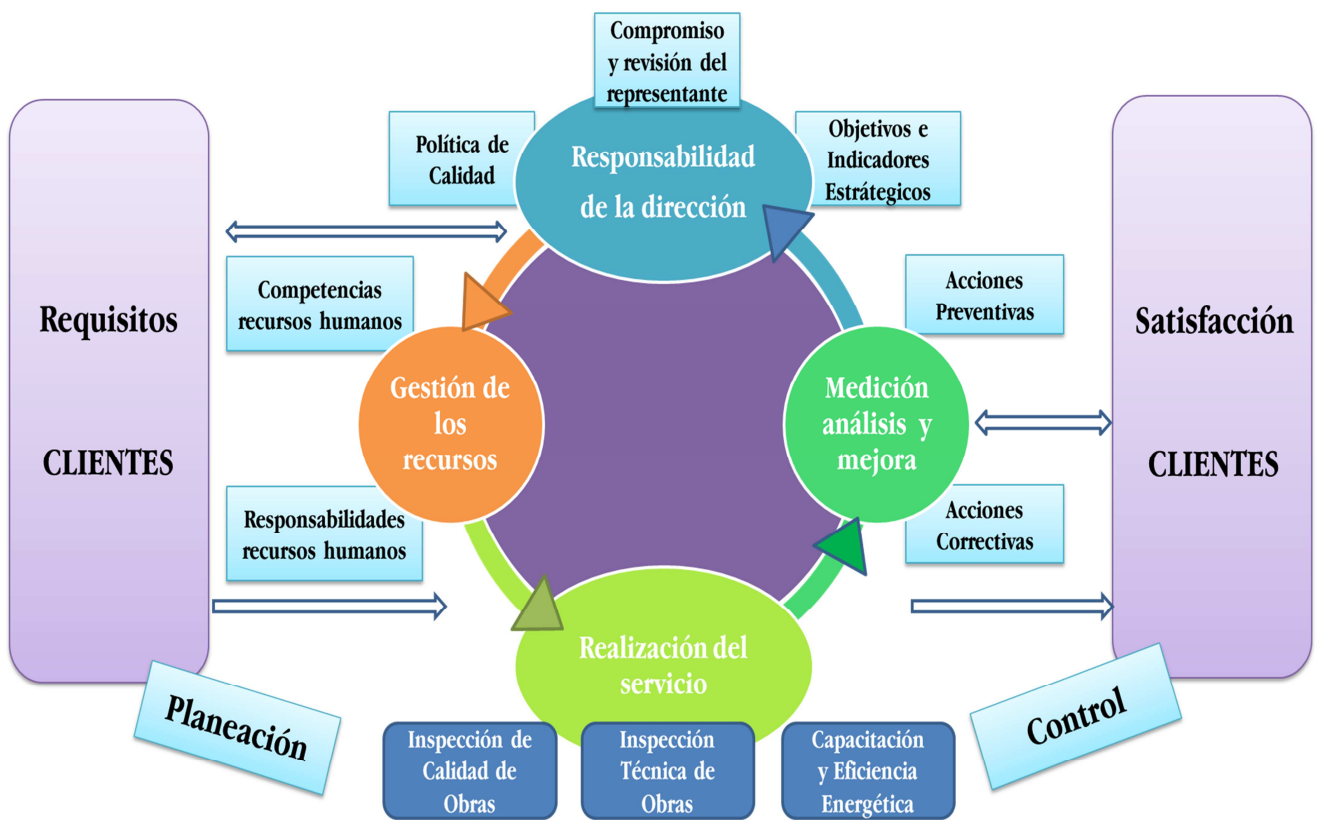 Compromiso
y revisión del
representante
Política de
Calidad
Responsabilidad
de la dirección
Objetivos e
Indicadores
Estrátegicos
Requisitos
CLIENTES
Competencias
recursos humanos
Acciones
Preventivas
Satisfacción
CLIENTES
Gestión de
los
recursos
Medición
análisis y
mejora
Responsabilidades
recursos humanos
Acciones
Correctivas
Realización del
servicio
Planeación
Control
Inspección de
Calidad de
Obras
Inspección
Técnica de
Obras
Capacitación
y Eficiencia
Energética